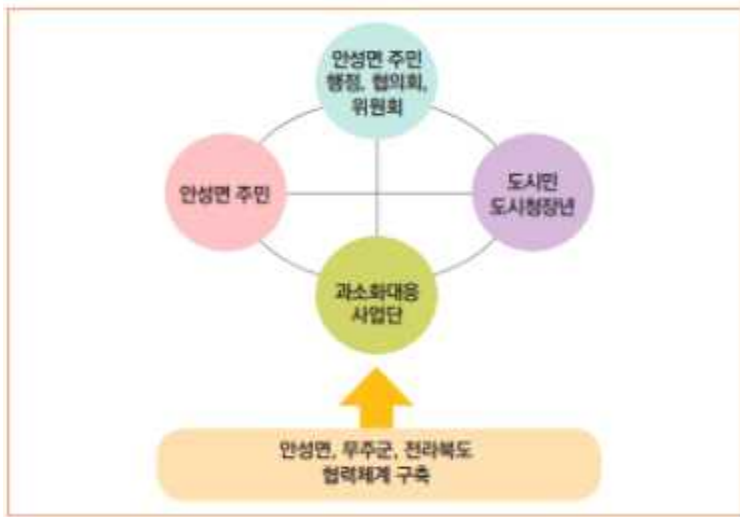 안성면 주민
행정, 협의회,
위원회
안성면 주민
도시민
도시청장년
과소화대응
사업단
안성면, 무주군, 전라북도
협력체계 구축